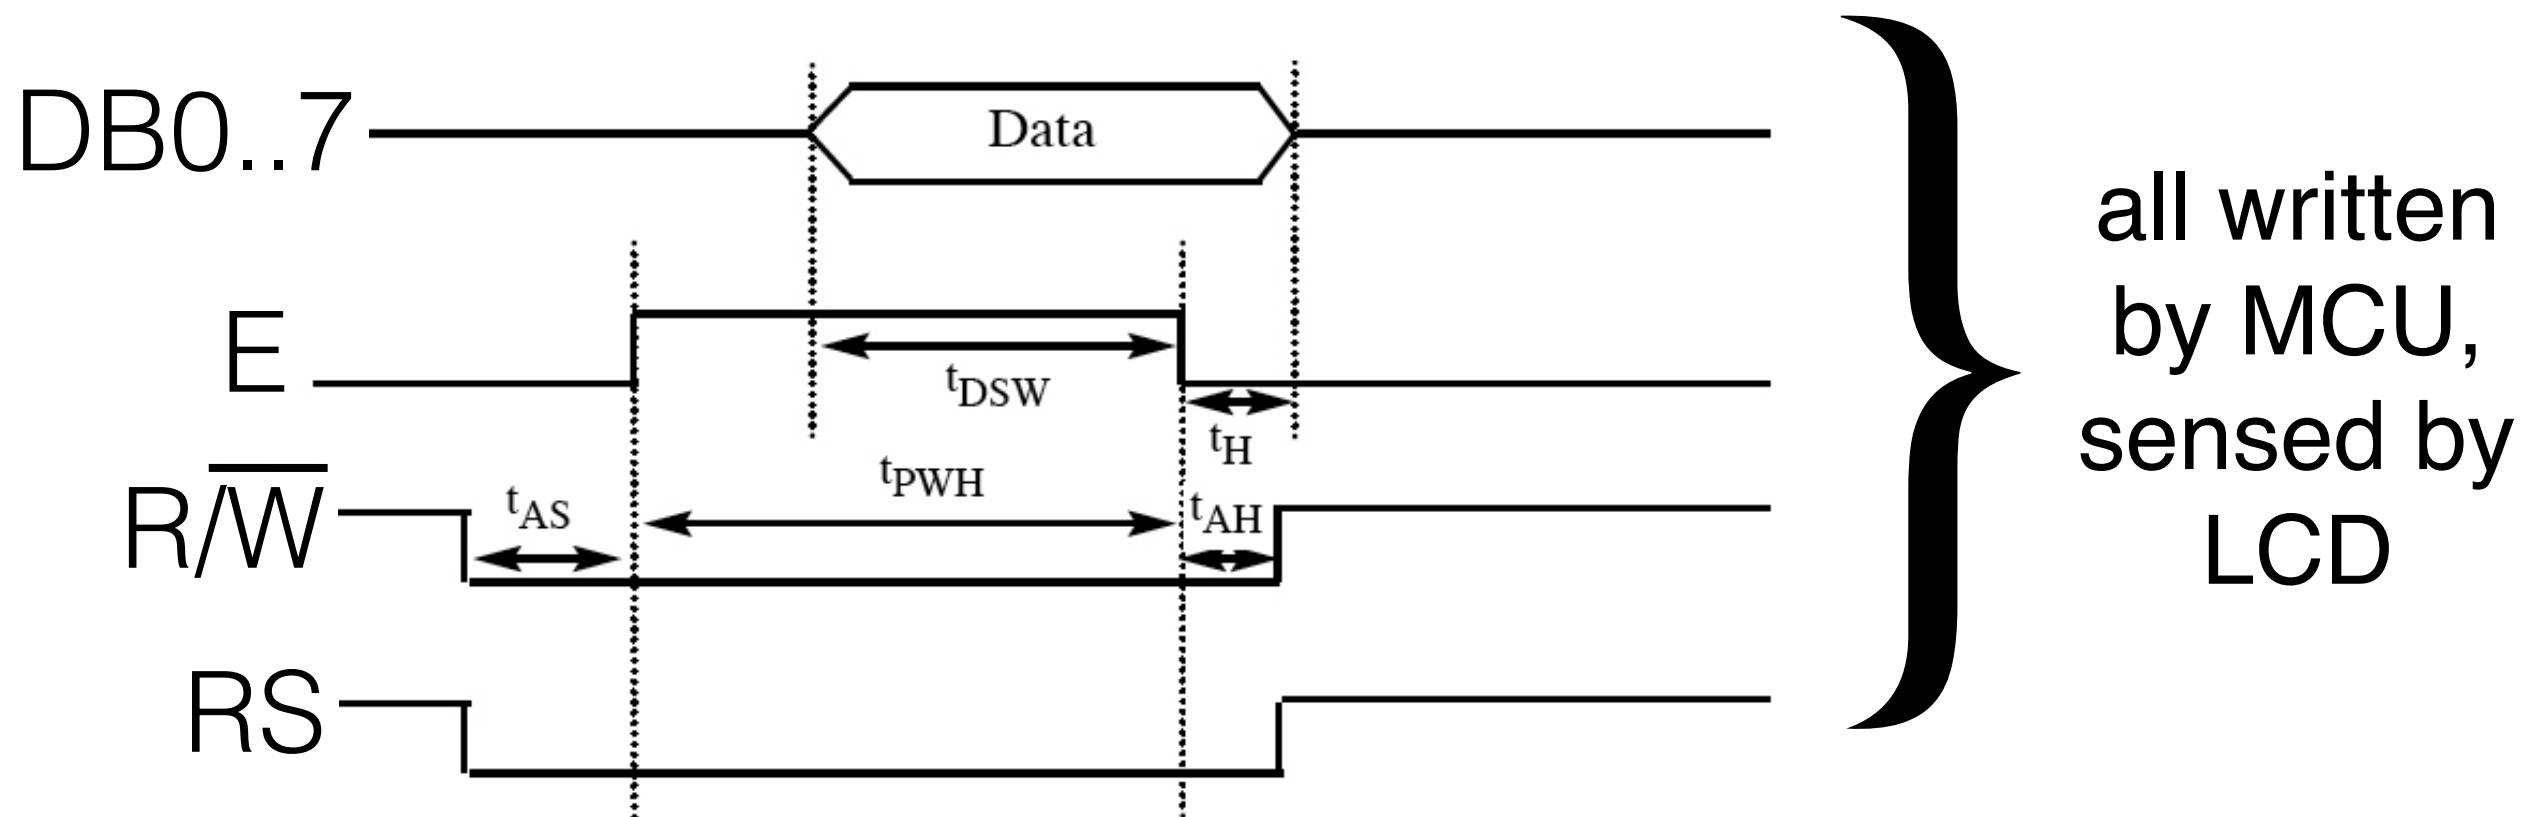 DB0..7
Data
E
tDSW
tH
R/W
tAS
tPWH
tAH
RS
all written
by MCU,
sensed by
LCD